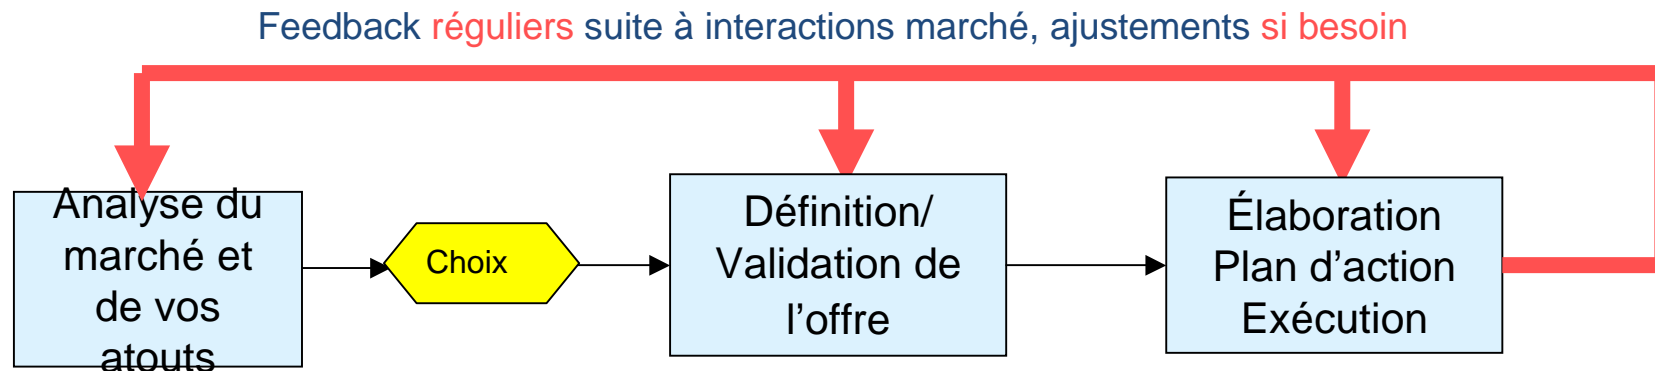 Feedback réguliers suite à interactions marché, ajustements si besoin
Analyse du
marché et
de vos
atouts
Choix
Définition/
Validation de
l’offre
Élaboration
Plan d’action
Exécution